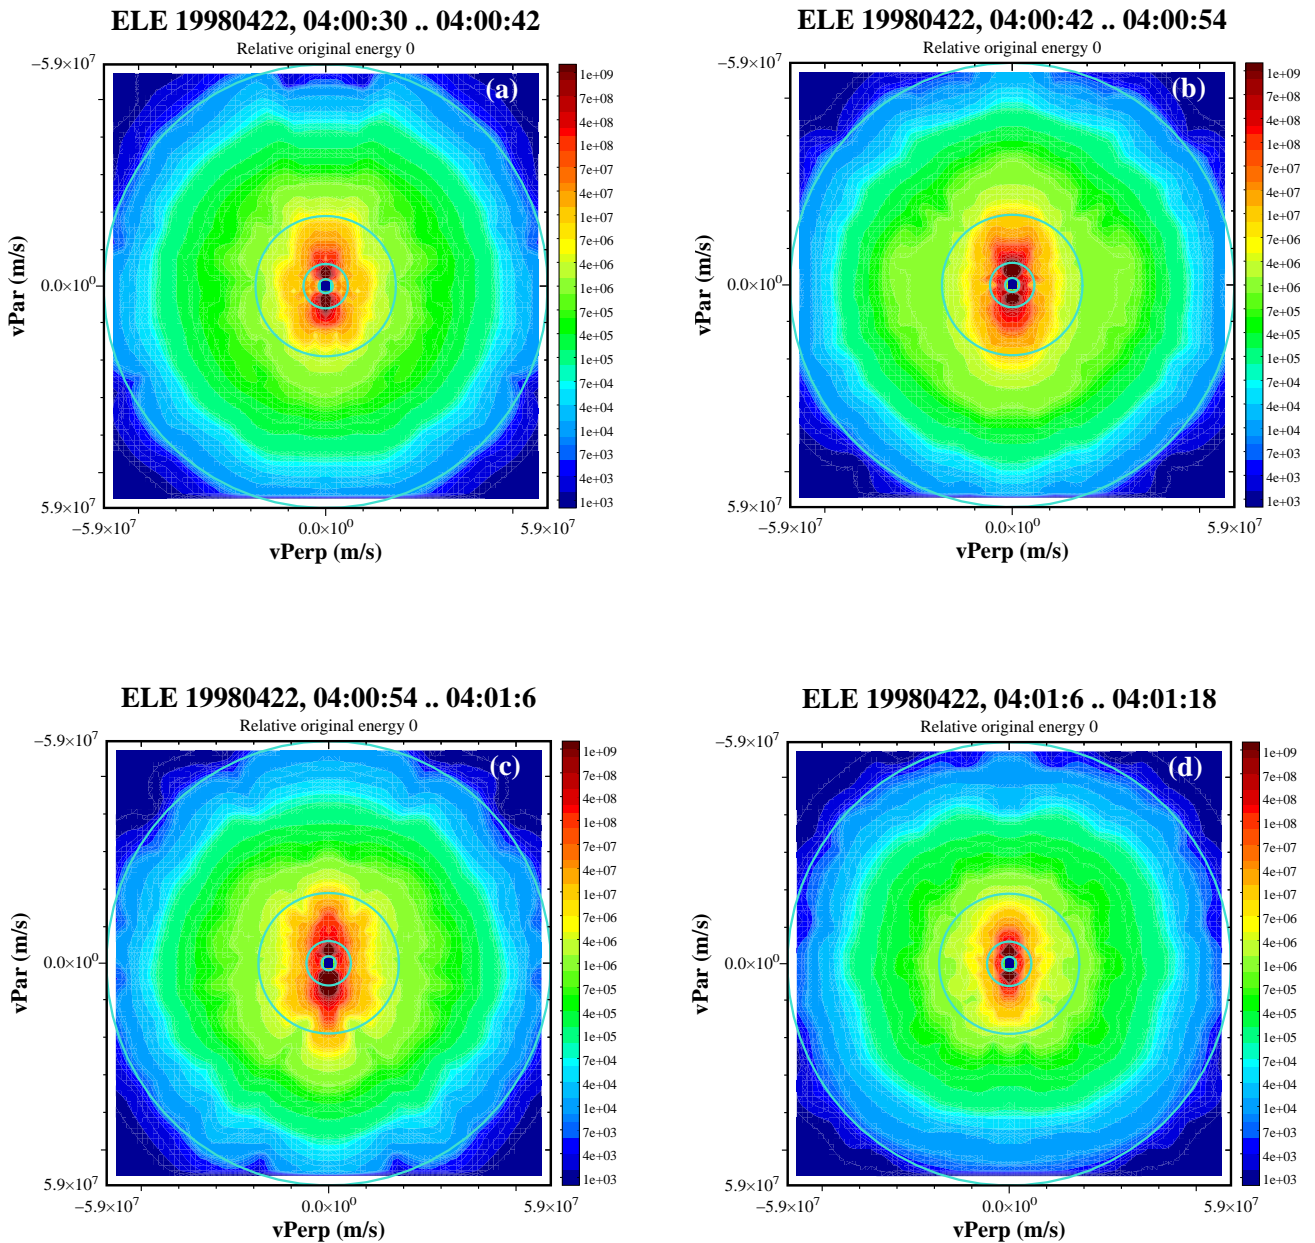 ELE 19980422, 04:00:30 .. 04:00:42
Relative original energy 0
(a)
−5.9×10⁷
0.0×10⁰
5.9×10⁷
vPar (m/s)
−5.9×10⁷
0.0×10⁰
5.9×10⁷
vPerp (m/s)
1e+09
7e+08
4e+08
1e+08
7e+07
4e+07
1e+07
7e+06
4e+06
1e+06
7e+05
4e+05
1e+05
7e+04
4e+04
1e+04
7e+03
4e+03
1e+03
ELE 19980422, 04:00:42 .. 04:00:54
Relative original energy 0
(b)
−5.9×10⁷
0.0×10⁰
5.9×10⁷
vPar (m/s)
−5.9×10⁷
0.0×10⁰
5.9×10⁷
vPerp (m/s)
1e+09
7e+08
4e+08
1e+08
7e+07
4e+07
1e+07
7e+06
4e+06
1e+06
7e+05
4e+05
1e+05
7e+04
4e+04
1e+04
7e+03
4e+03
1e+03
ELE 19980422, 04:00:54 .. 04:01:6
Relative original energy 0
(c)
−5.9×10⁷
0.0×10⁰
5.9×10⁷
vPar (m/s)
−5.9×10⁷
0.0×10⁰
5.9×10⁷
vPerp (m/s)
1e+09
7e+08
4e+08
1e+08
7e+07
4e+07
1e+07
7e+06
4e+06
1e+06
7e+05
4e+05
1e+05
7e+04
4e+04
1e+04
7e+03
4e+03
1e+03
ELE 19980422, 04:01:6 .. 04:01:18
Relative original energy 0
(d)
−5.9×10⁷
0.0×10⁰
5.9×10⁷
vPar (m/s)
−5.9×10⁷
0.0×10⁰
5.9×10⁷
vPerp (m/s)
1e+09
7e+08
4e+08
1e+08
7e+07
4e+07
1e+07
7e+06
4e+06
1e+06
7e+05
4e+05
1e+05
7e+04
4e+04
1e+04
7e+03
4e+03
1e+03